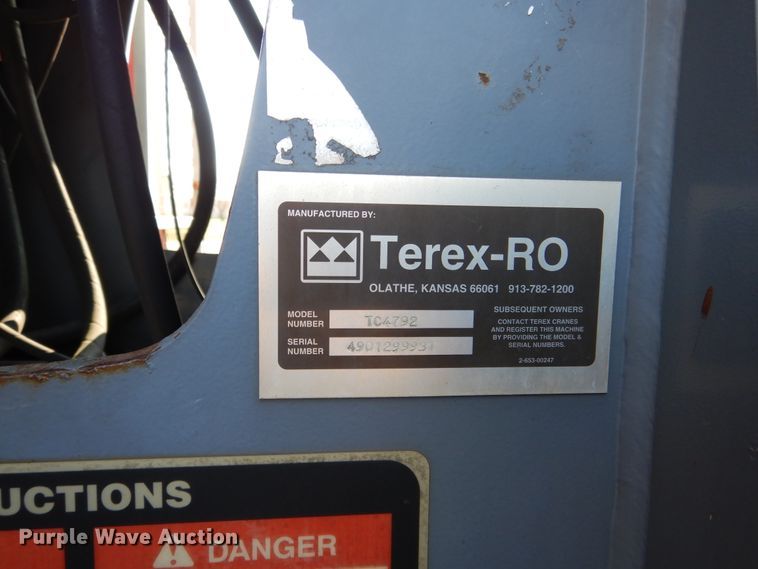 MANUFACTURED BY:
Terex-RO
OLATHE, KANSAS 66061 913-782-1200
MODEL NUMBER TC4792
SERIAL NUMBER
SUBSEQUENT OWNERS
CONTACT TEREX CRANES
AND REGISTER THIS MACHINE
BY PROVIDING THE MODEL &
SERIAL NUMBERS.
2-653-00247
UCTIONS
DANGER
Purple Wave Auction